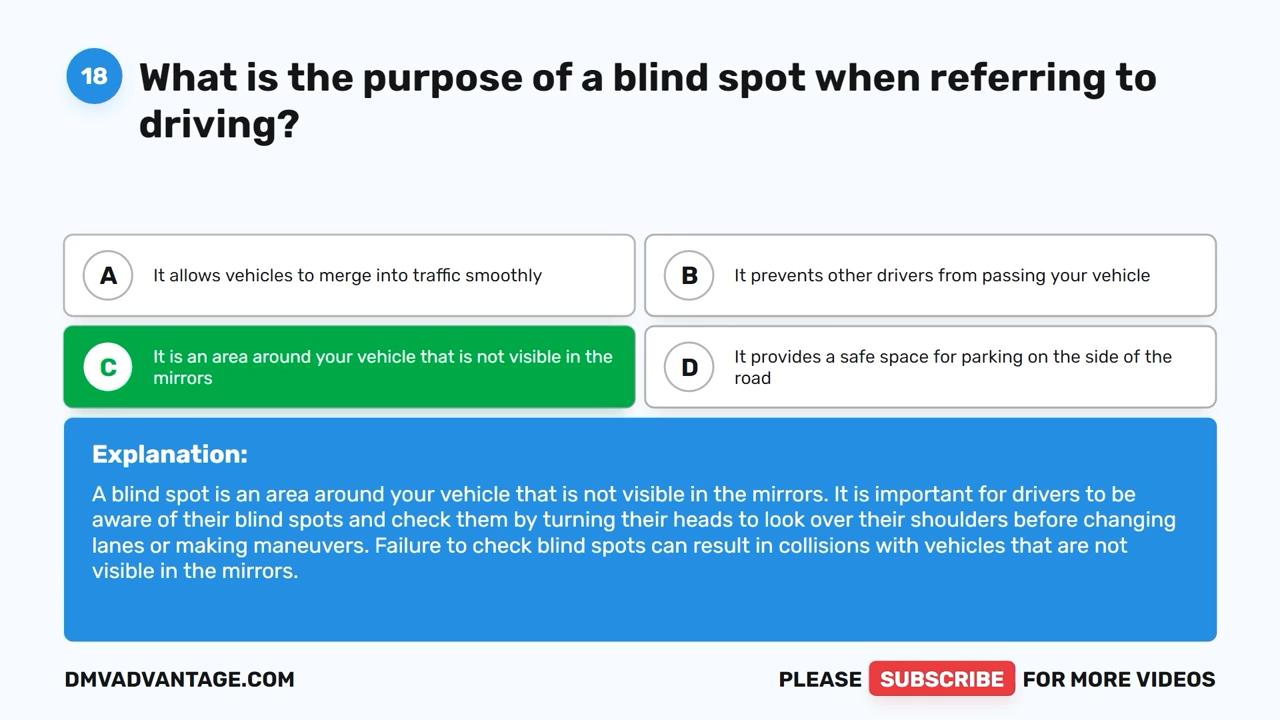 18
What is the purpose of a blind spot when referring to
driving?
A
It allows vehicles to merge into traffic smoothly
B
It prevents other drivers from passing your vehicle
C
It is an area around your vehicle that is not visible in the
mirrors
D
It provides a safe space for parking on the side of the
road
Explanation:
A blind spot is an area around your vehicle that is not visible in the mirrors. It is important for drivers to be
aware of their blind spots and check them by turning their heads to look over their shoulders before changing
lanes or making maneuvers. Failure to check blind spots can result in collisions with vehicles that are not
visible in the mirrors.
DMVADVANTAGE.COM
PLEASE SUBSCRIBE FOR MORE VIDEOS